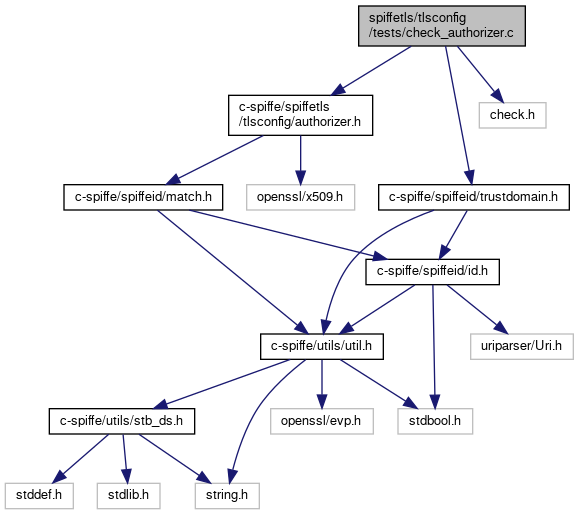 spiffetls/tlsconfig
/tests/check_authorizer.c
c-spiffe/spiffetls
/tlsconfig/authorizer.h
check.h
c-spiffe/spiffeid/match.h
openssl/x509.h
c-spiffe/spiffeid/trustdomain.h
c-spiffe/spiffeid/id.h
c-spiffe/utils/util.h
uriparser/Uri.h
c-spiffe/utils/stb_ds.h
openssl/evp.h
stdbool.h
stddef.h
stdlib.h
string.h